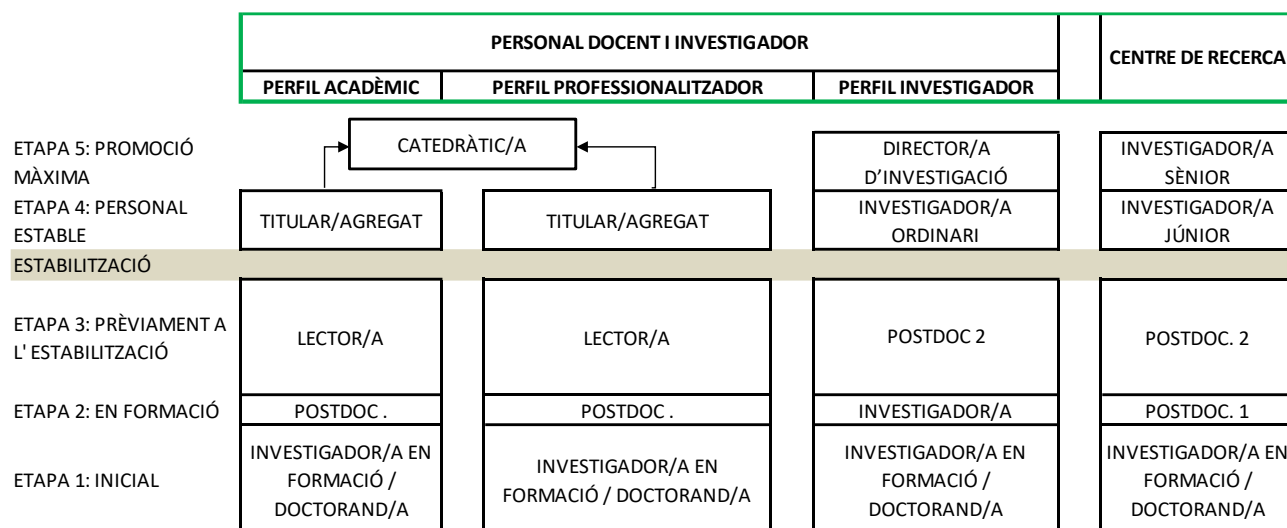 PERSONAL DOCENT I INVESTIGADOR
CENTRE DE RECERCA
PERFIL ACADÈMIC
PERFIL PROFESSIONALITZADOR
PERFIL INVESTIGADOR
ETAPA 5: PROMOCIÓ
MÀXIMA
CATEDRÀTIC/A
DIRECTOR/A
D’INVESTIGACIÓ
INVESTIGADOR/A
SÈNIOR
ETAPA 4: PERSONAL
ESTABLE
TITULAR/AGREGAT
TITULAR/AGREGAT
INVESTIGADOR/A
ORDINARI
INVESTIGADOR/A
JÚNIOR
ESTABILITZACIÓ
ETAPA 3: PRÈVIAMENT A
L' ESTABILITZACIÓ
LECTOR/A
LECTOR/A
POSTDOC 2
POSTDOC. 2
ETAPA 2: EN FORMACIÓ
POSTDOC .
POSTDOC .
INVESTIGADOR/A
POSTDOC. 1
ETAPA 1: INICIAL
INVESTIGADOR/A EN
FORMACIÓ /
DOCTORAND/A
INVESTIGADOR/A EN
FORMACIÓ / DOCTORAND/A
INVESTIGADOR/A EN
FORMACIÓ /
DOCTORAND/A
INVESTIGADOR/A EN
FORMACIÓ /
DOCTORAND/A